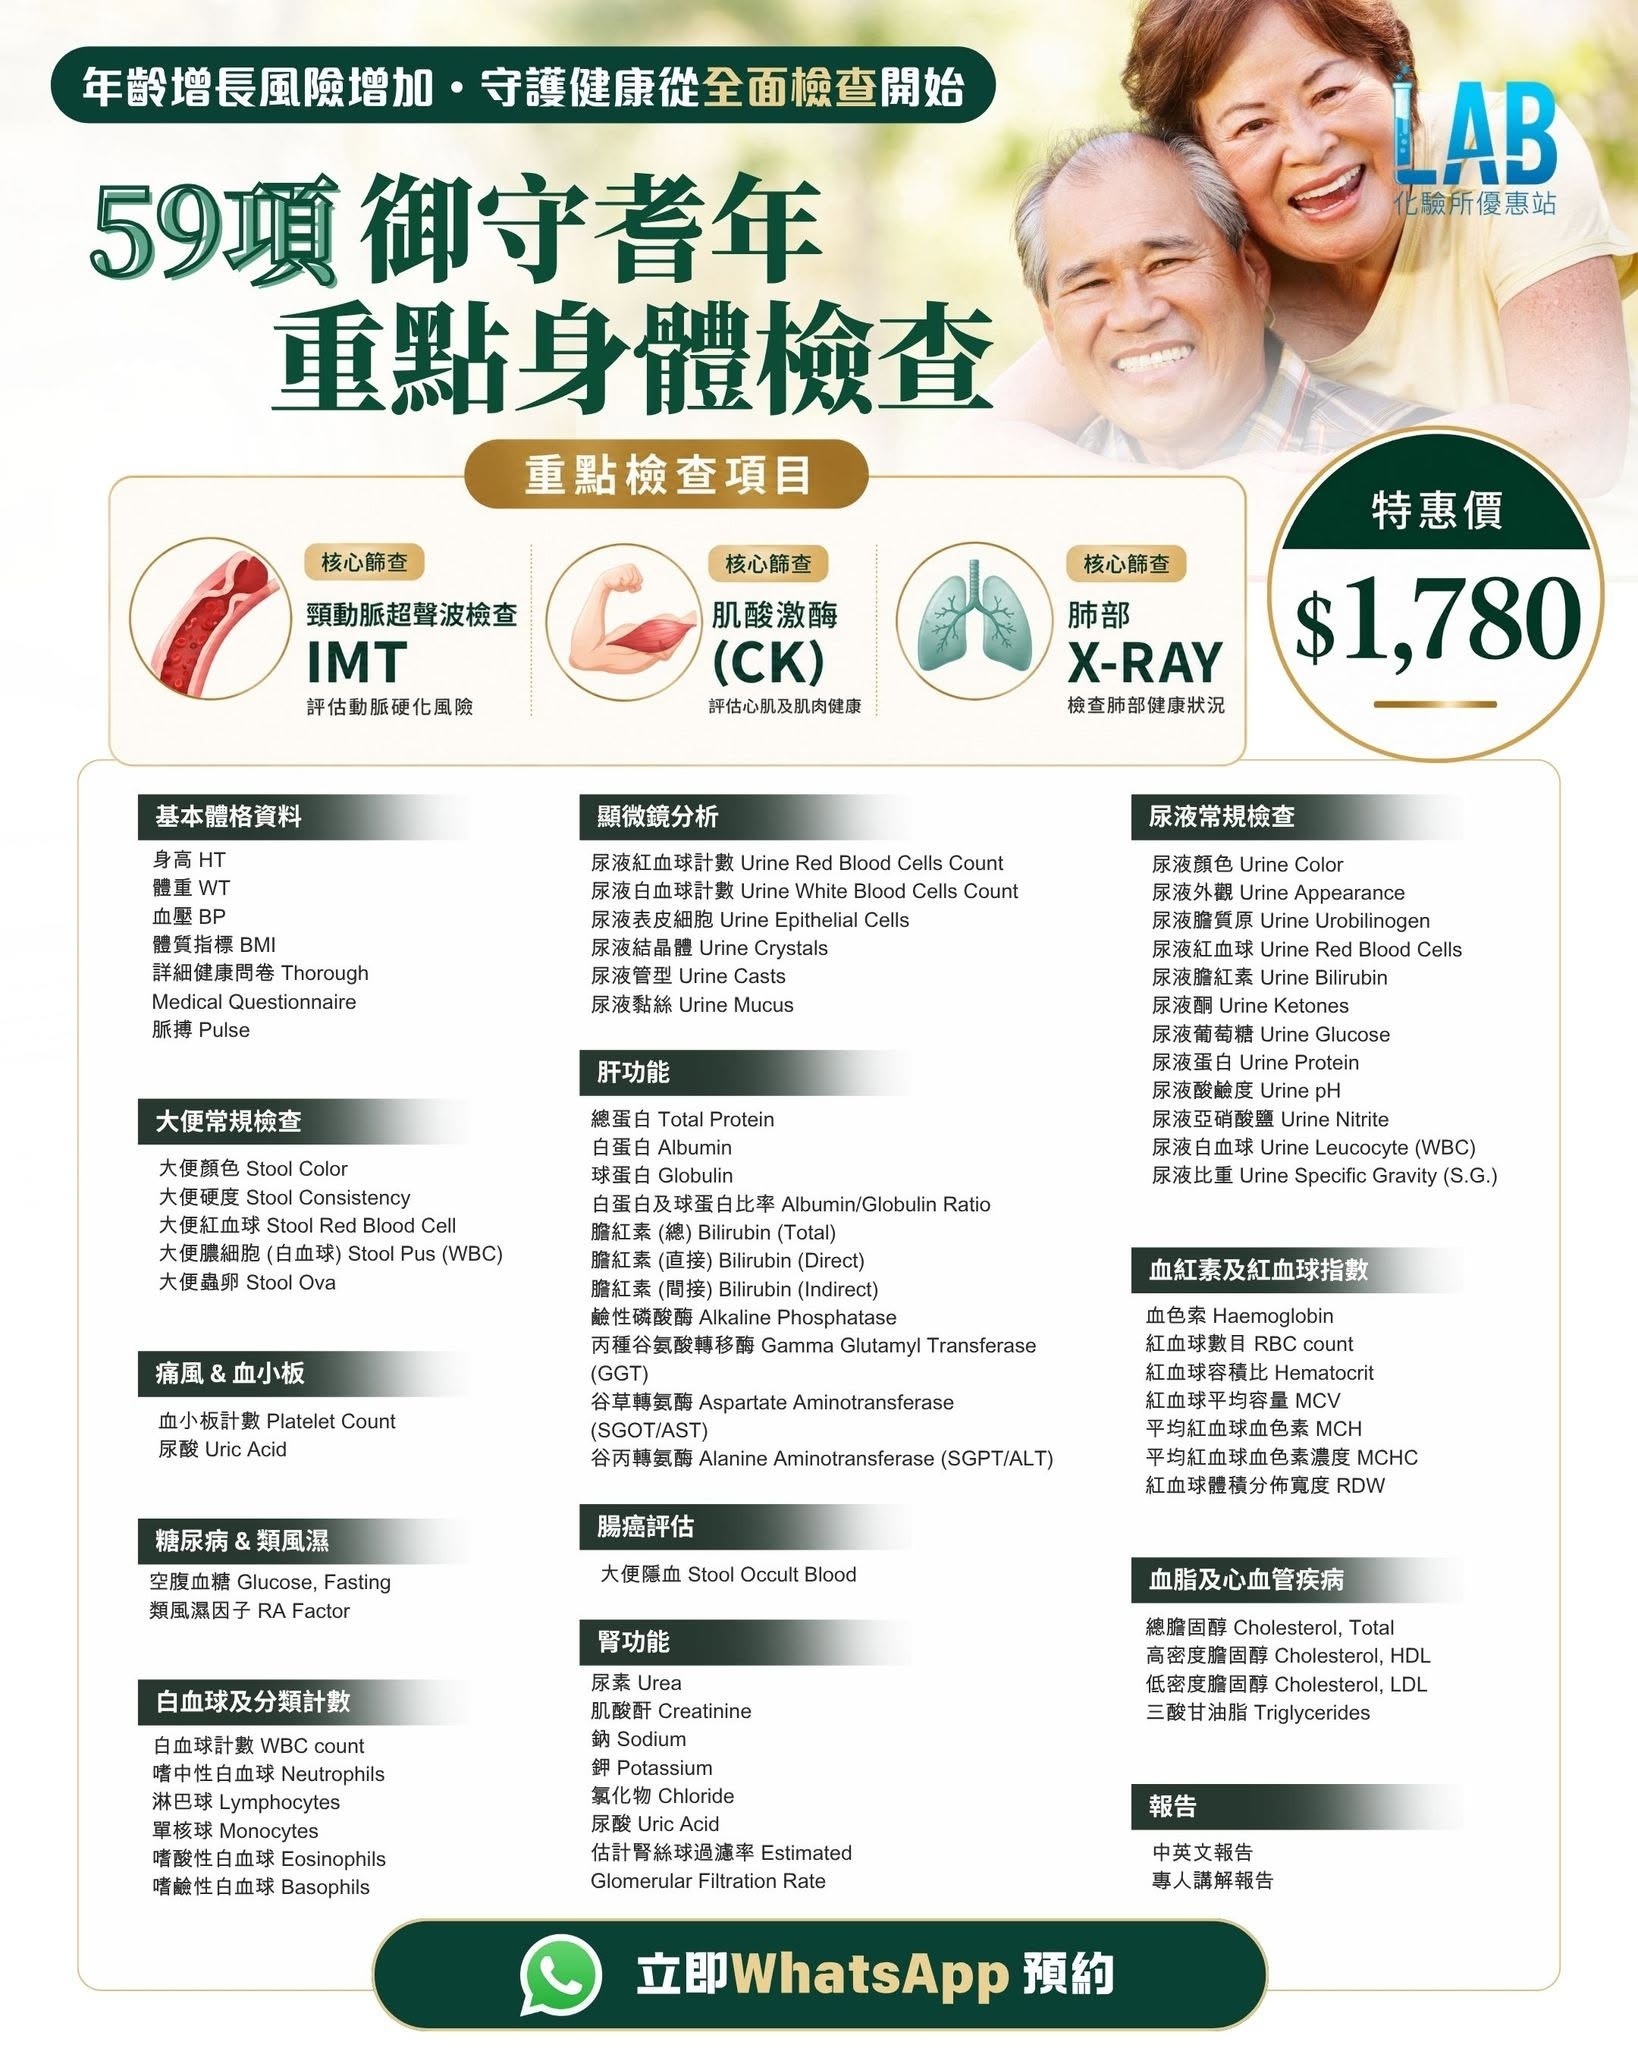 年齡增長風險增加・守護健康從全面檢查開始
LAB
化驗所優惠站
59項 御守耆年
重點身體檢查
重點檢查項目
核心篩查
頸動脈超聲波檢查
IMT
評估動脈硬化風險
核心篩查
肌酸激酶
(CK)
評估心肌及肌肉健康
核心篩查
肺部
X-RAY
檢查肺部健康狀況
特惠價
$1,780
基本體格資料
身高 HT
體重 WT
血壓 BP
體質指標 BMI
詳細健康問卷 Thorough
Medical Questionnaire
脈搏 Pulse
大便常規檢查
大便顏色 Stool Color
大便硬度 Stool Consistency
大便紅血球 Stool Red Blood Cell
大便膿細胞 (白血球) Stool Pus (WBC)
大便蟲卵 Stool Ova
痛風 & 血小板
血小板計數 Platelet Count
尿酸 Uric Acid
糖尿病 & 類風濕
空腹血糖 Glucose, Fasting
類風濕因子 RA Factor
白血球及分類計數
白血球計數 WBC count
嗜中性白血球 Neutrophils
淋巴球 Lymphocytes
單核球 Monocytes
嗜酸性白血球 Eosinophils
嗜鹼性白血球 Basophils
顯微鏡分析
尿液紅血球計數 Urine Red Blood Cells Count
尿液白血球計數 Urine White Blood Cells Count
尿液表皮細胞 Urine Epithelial Cells
尿液結晶體 Urine Crystals
尿液管型 Urine Casts
尿液黏絲 Urine Mucus
肝功能
總蛋白 Total Protein
白蛋白 Albumin
球蛋白 Globulin
白蛋白及球蛋白比率 Albumin/Globulin Ratio
膽紅素 (總) Bilirubin (Total)
膽紅素 (直接) Bilirubin (Direct)
膽紅素 (間接) Bilirubin (Indirect)
鹼性磷酸酶 Alkaline Phosphatase
丙種谷氨酸轉移酶 Gamma Glutamyl Transferase
(GGT)
谷草轉氨酶 Aspartate Aminotransferase
(SGOT/AST)
谷丙轉氨酶 Alanine Aminotransferase (SGPT/ALT)
腸癌評估
大便隱血 Stool Occult Blood
腎功能
尿素 Urea
肌酸酐 Creatinine
鈉 Sodium
鉀 Potassium
氯化物 Chloride
尿酸 Uric Acid
估計腎絲球過濾率 Estimated
Glomerular Filtration Rate
尿液常規檢查
尿液顏色 Urine Color
尿液外觀 Urine Appearance
尿液膽質原 Urine Urobilinogen
尿液紅血球 Urine Red Blood Cells
尿液膽紅素 Urine Bilirubin
尿液酮 Urine Ketones
尿液葡萄糖 Urine Glucose
尿液蛋白 Urine Protein
尿液酸鹼度 Urine pH
尿液亞硝酸鹽 Urine Nitrite
尿液白血球 Urine Leucocyte (WBC)
尿液比重 Urine Specific Gravity (S.G.)
血紅素及紅血球指數
血色索 Haemoglobin
紅血球數目 RBC count
紅血球容積比 Hematocrit
紅血球平均容量 MCV
平均紅血球血色素 MCH
平均紅血球血色素濃度 MCHC
紅血球體積分佈寬度 RDW
血脂及心血管疾病
總膽固醇 Cholesterol, Total
高密度膽固醇 Cholesterol, HDL
低密度膽固醇 Cholesterol, LDL
三酸甘油脂 Triglycerides
報告
中英文報告
專人講解報告
立即WhatsApp 預約